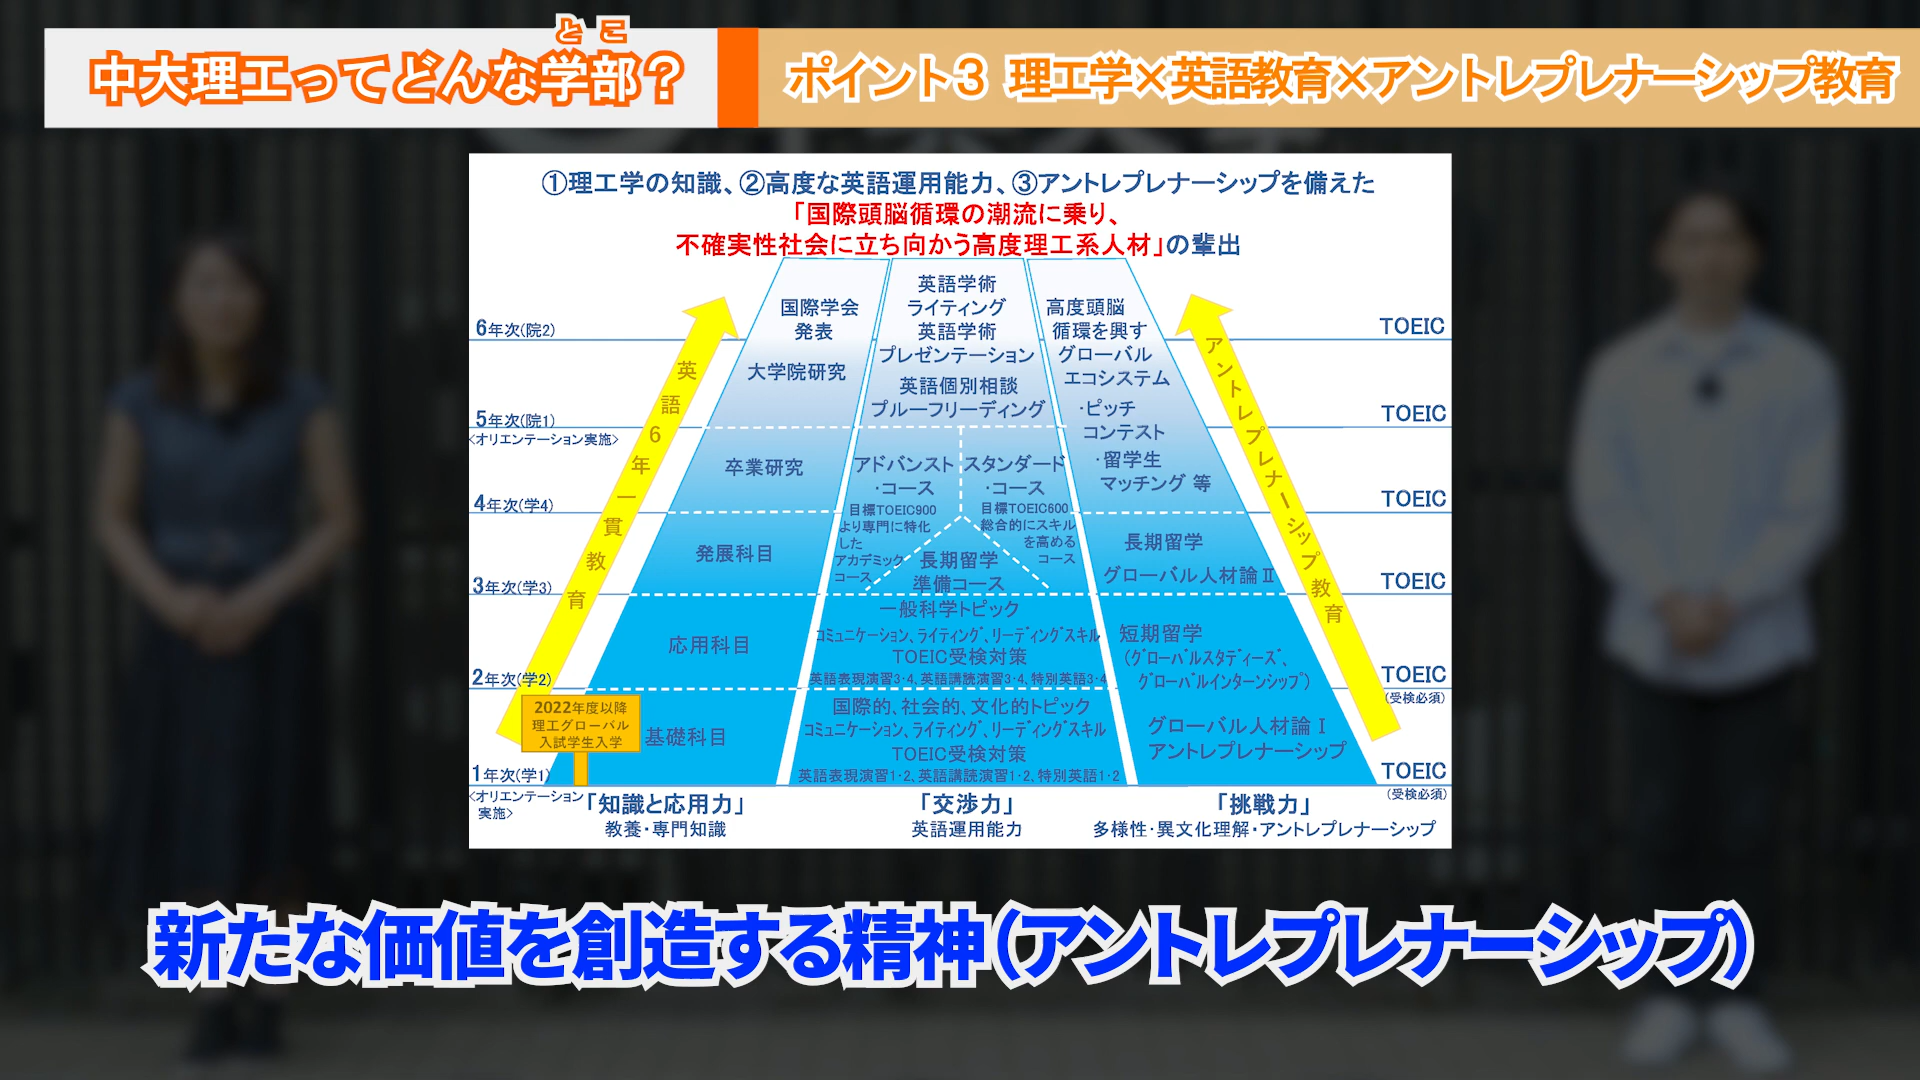 とこ
中大理工ってどんな学部？
ポイント3 理工学×英語教育×アントレプレナーシップ教育
①理工学の知識、②高度な英語運用能力、③アントレプレナーシップを備えた
「国際頭脳循環の潮流に乗り、
不確実性社会に立ち向かう高度理工系人材」の輩出
6年次(院2)
5年次(院1)
<オリエンテーション実施>
4年次(学4)
3年次(学3)
2年次(学2)
1年次(学1)
<オリエンテーション
実施>
英語6年一貫教育
2022年度以降
理工グローバル
入試学生入学
国際学会
発表
大学院研究
卒業研究
発展科目
応用科目
基礎科目
英語学術
ライティング
英語学術
プレゼンテーション
英語個別相談
プルーフリーディング
アドバンスト
・コース
目標TOEIC900
より専門に特化
した
アカデミック
コース
スタンダード
・コース
目標TOEIC600
総合的にスキル
を高める
コース
長期留学
準備コース
一般科学トピック
コミュニケーション、ライティング、リーディングスキル
TOEIC受検対策
英語表現演習3・4、英語講読演習3・4、特別英語3・4
国際的、社会的、文化的トピック
コミュニケーション、ライティング、リーディングスキル
TOEIC受検対策
英語表現演習1・2、英語講読演習1・2、特別英語1・2
高度頭脳
循環を興す
グローバル
エコシステム
・ピッチ
コンテスト
・留学生
マッチング 等
長期留学
グローバル人材論Ⅱ
短期留学
(グローバルスタディーズ、
グローバルインターンシップ)
グローバル人材論Ⅰ
アントレプレナーシップ
アントレプレナーシップ教育
TOEIC
TOEIC
TOEIC
TOEIC
TOEIC
(受検必須)
TOEIC
(受検必須)
「知識と応用力」
教養・専門知識
「交渉力」
英語運用能力
「挑戦力」
多様性・異文化理解・アントレプレナーシップ
新たな価値を創造する精神(アントレプレナーシップ)